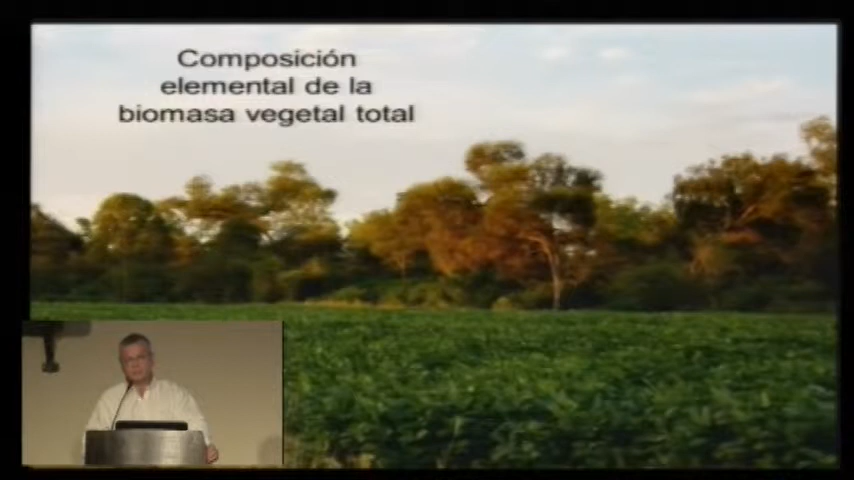 Composición
elemental de la
biomasa vegetal total